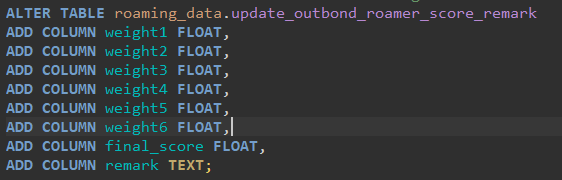 ALTER TABLE roaming_data.update_outbond_roamer_score_remark
ADD COLUMN weight1 FLOAT,
ADD COLUMN weight2 FLOAT,
ADD COLUMN weight3 FLOAT,
ADD COLUMN weight4 FLOAT,
ADD COLUMN weight5 FLOAT,
ADD COLUMN weight6 FLOAT,
ADD COLUMN final_score FLOAT,
ADD COLUMN remark TEXT;